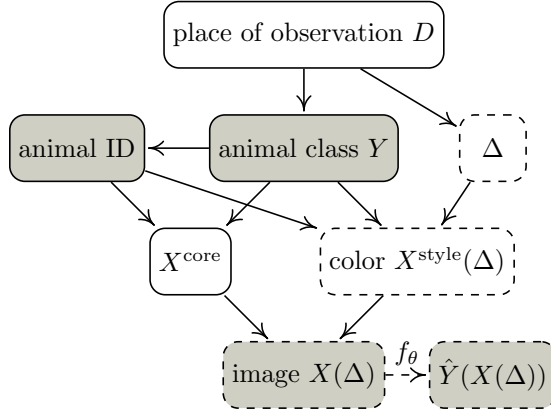 place of observation D
animal ID
animal class Y
Δ
X^core
color X^style(Δ)
image X(Δ)
f_θ
Ŷ(X(Δ))